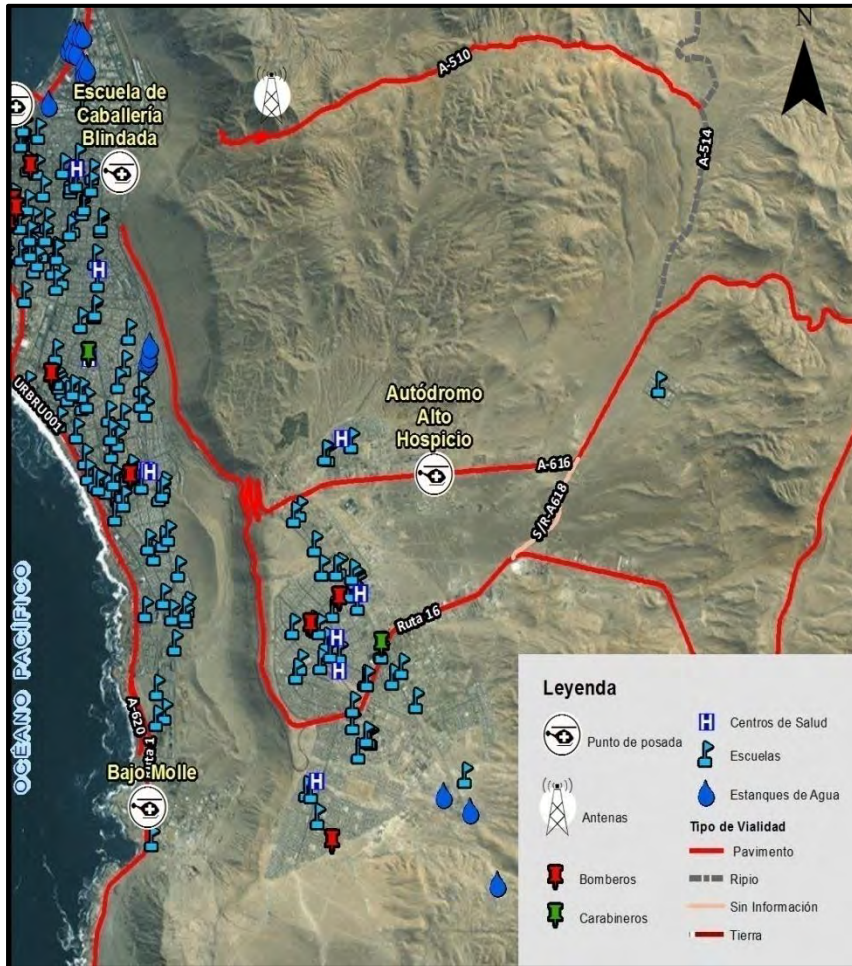 N
A-510
Escuela de
Caballería
Blindada
A-514
URBRU001
Autódromo
Alto
Hospicio
A-616
S/R-A618
OCÉANO PACÍFICO
Ruta 16
A-620
uta 1
Bajo Molle
Leyenda
Punto de posada
Antenas
Bomberos
Carabineros
H Centros de Salud
Escuelas
Estanques de Agua
Tipo de Vialidad
Pavimento
Ripio
Sin Información
Tierra